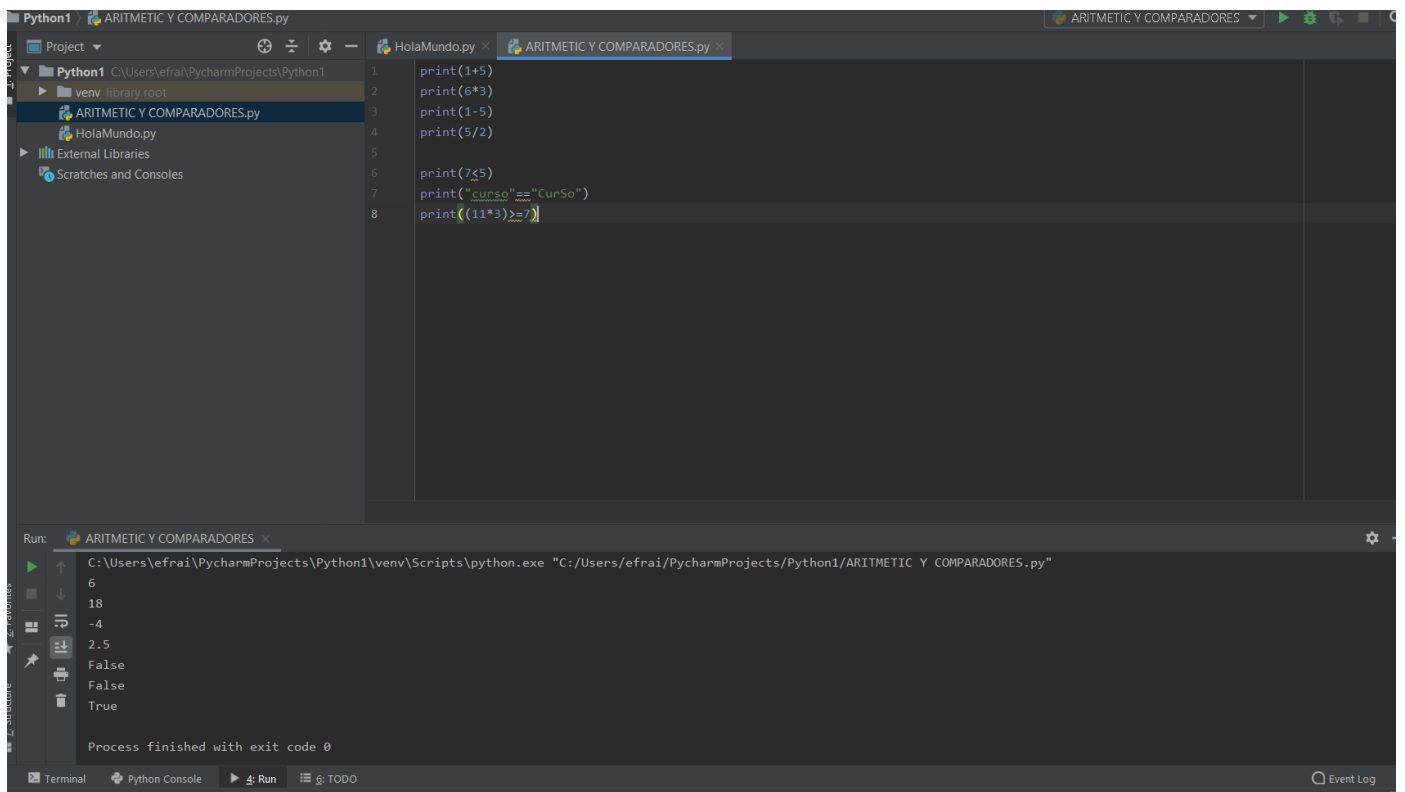 Python1 ARITMETIC Y COMPARADORES.py ARITMETIC Y COMPARADORES
Project HolaMundo.py ARITMETIC Y COMPARADORES.py
Python1 C:\Users\efrai\PycharmProjects\Python1
venv library root
ARITMETIC Y COMPARADORES.py
HolaMundo.py
External Libraries
Scratches and Consoles
1 print(1+5)
2 print(6*3)
3 print(1-5)
4 print(5/2)
5
6 print(7<5)
7 print("curso"=="CurSo")
8 print((11*3)>=7)
Run: ARITMETIC Y COMPARADORES
C:\Users\efrai\PycharmProjects\Python1\venv\Scripts\python.exe "C:/Users/efrai/PycharmProjects/Python1/ARITMETIC Y COMPARADORES.py"
6
18
-4
2.5
False
False
True
Process finished with exit code 0
Terminal Python Console 4: Run 6: TODO Event Log